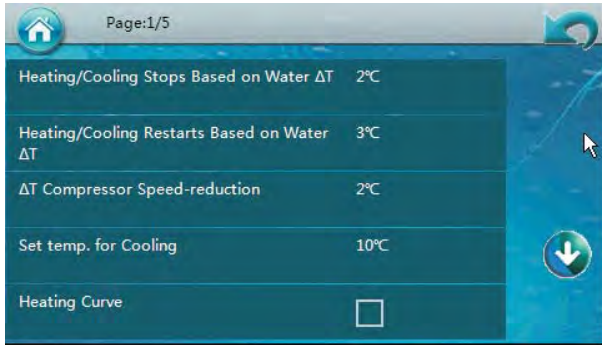 Page:1/5
Heating/Cooling Stops Based on Water ΔT 2℃
Heating/Cooling Restarts Based on Water 3℃
ΔT
ΔT Compressor Speed-reduction 2℃
Set temp. for Cooling 10℃
Heating Curve